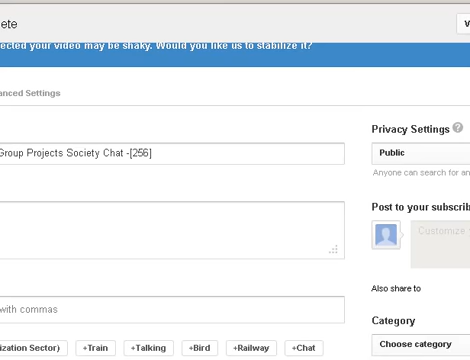 ete
ected your video may be shaky. Would you like us to stabilize it?
anced Settings
Privacy Settings ?
Group Projects Society Chat -[256]
Public
Anyone can search for an
Post to your subscrib
Customize
Also share to
with commas
Category
ization Sector)
+Train
+Talking
+Bird
+Railway
+Chat
Choose category